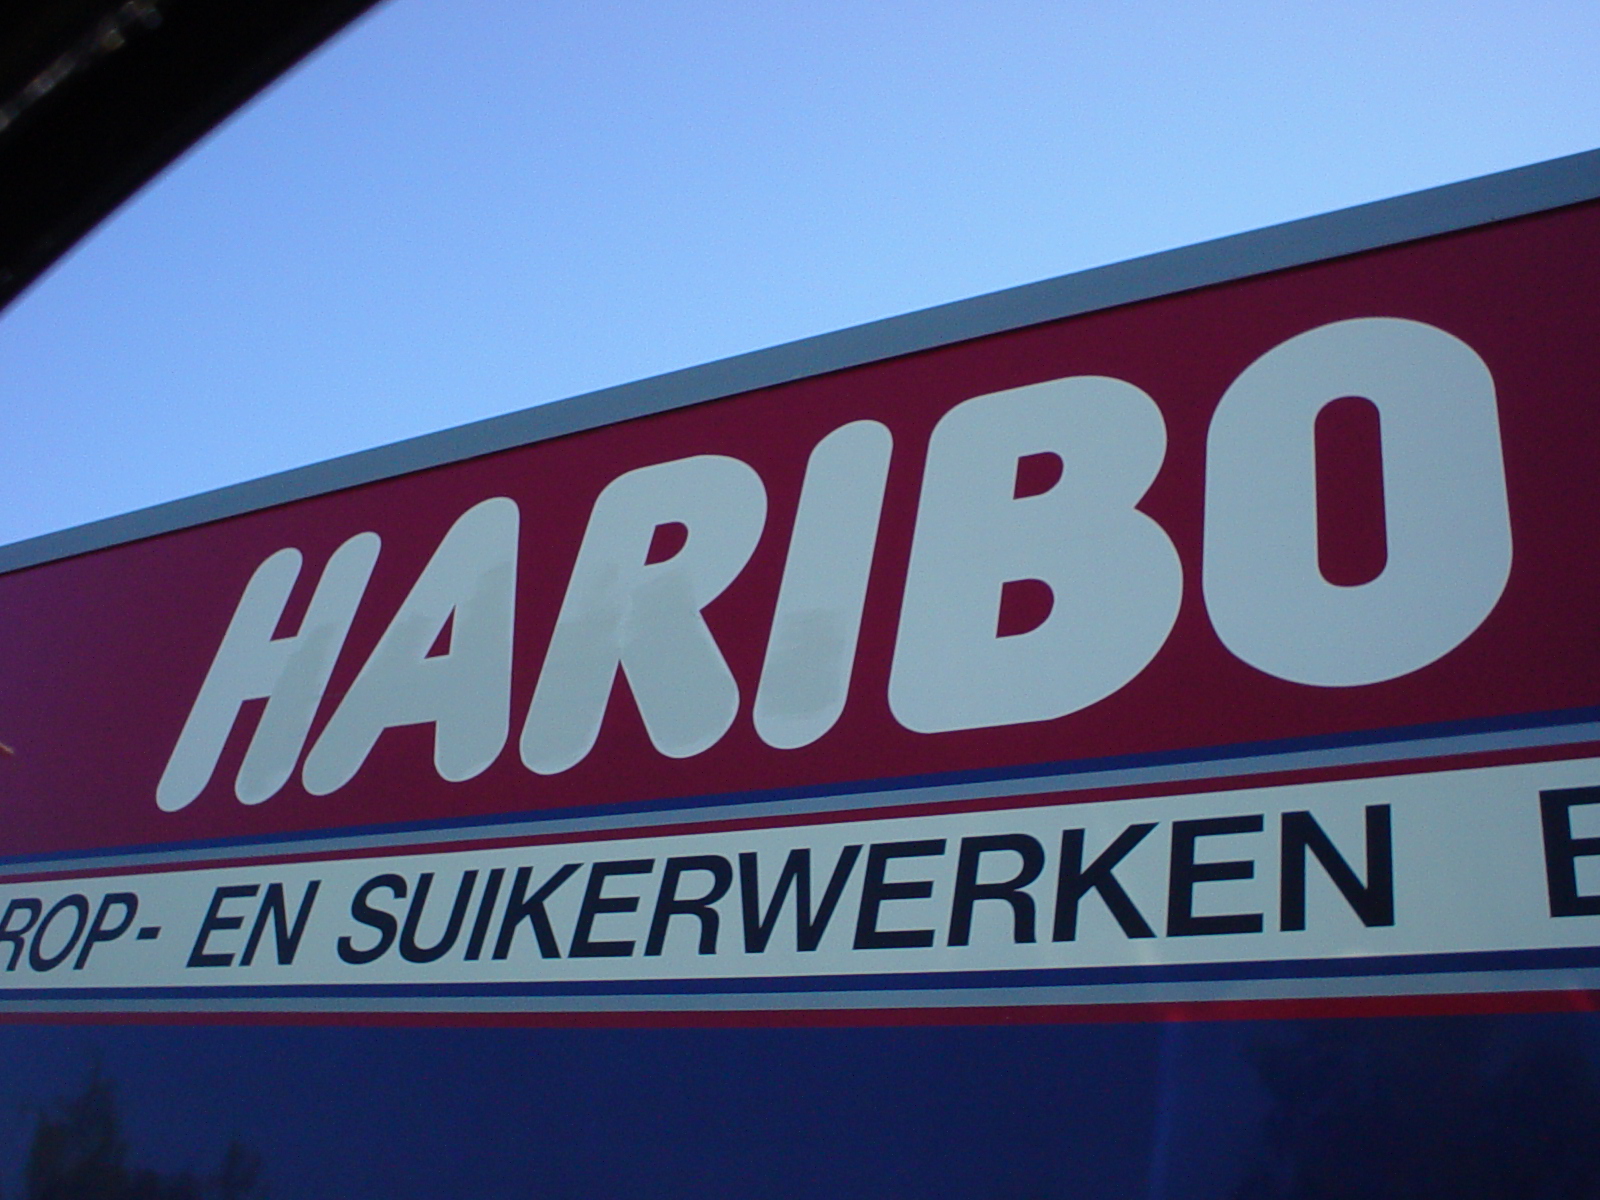 HARIBO
ROP- EN SUIKERWERKEN